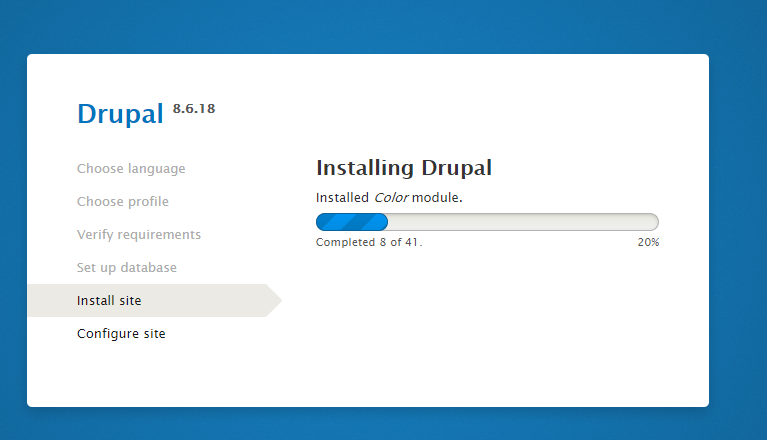 Drupal 8.6.18
Choose language
Choose profile
Verify requirements
Set up database
Install site
Configure site
Installing Drupal
Installed Color module.
Completed 8 of 41.
20%